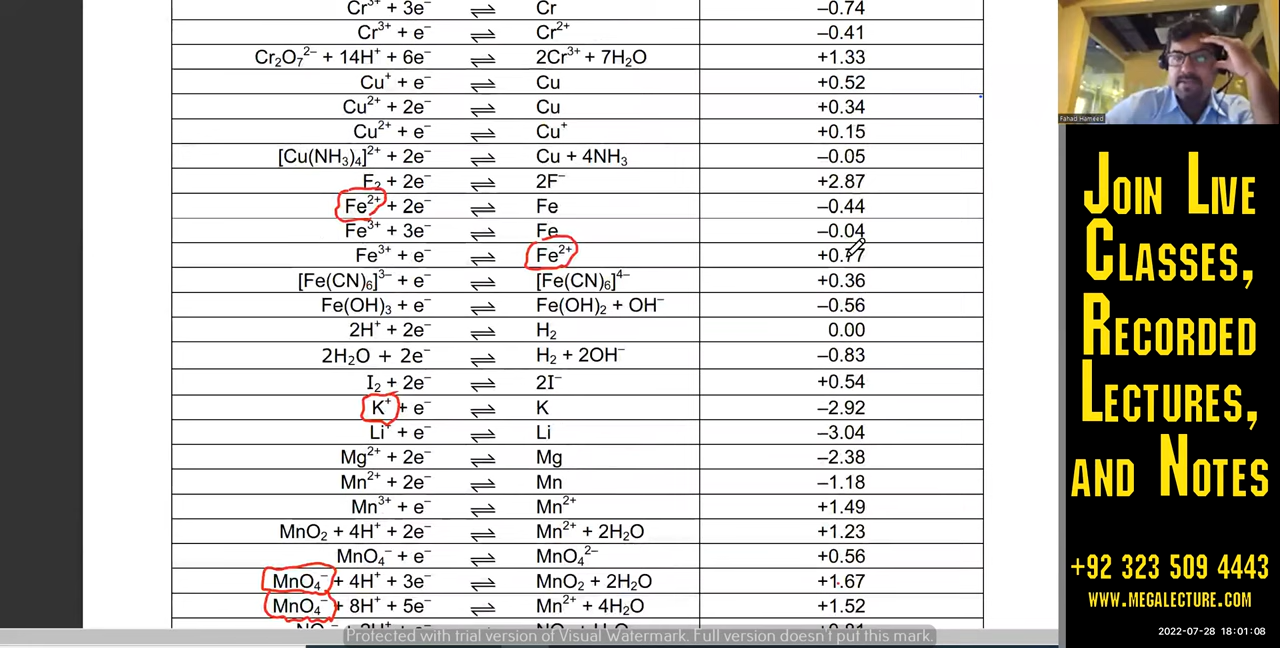 Cr³⁺ + 3e⁻ ⇌ Cr –0.74
Cr³⁺ + e⁻ ⇌ Cr²⁺ –0.41
Cr₂O₇²⁻ + 14H⁺ + 6e⁻ ⇌ 2Cr³⁺ + 7H₂O +1.33
Cu⁺ + e⁻ ⇌ Cu +0.52
Cu²⁺ + 2e⁻ ⇌ Cu +0.34
Cu²⁺ + e⁻ ⇌ Cu⁺ +0.15
[Cu(NH₃)₄]²⁺ + 2e⁻ ⇌ Cu + 4NH₃ –0.05
F₂ + 2e⁻ ⇌ 2F⁻ +2.87
Fe²⁺ + 2e⁻ ⇌ Fe –0.44
Fe³⁺ + 3e⁻ ⇌ Fe –0.04
Fe³⁺ + e⁻ ⇌ Fe²⁺ +0.77
[Fe(CN)₆]³⁻ + e⁻ ⇌ [Fe(CN)₆]⁴⁻ +0.36
Fe(OH)₃ + e⁻ ⇌ Fe(OH)₂ + OH⁻ –0.56
2H⁺ + 2e⁻ ⇌ H₂ 0.00
2H₂O + 2e⁻ ⇌ H₂ + 2OH⁻ –0.83
I₂ + 2e⁻ ⇌ 2I⁻ +0.54
K⁺ + e⁻ ⇌ K –2.92
Li⁺ + e⁻ ⇌ Li –3.04
Mg²⁺ + 2e⁻ ⇌ Mg –2.38
Mn²⁺ + 2e⁻ ⇌ Mn –1.18
Mn³⁺ + e⁻ ⇌ Mn²⁺ +1.49
MnO₂ + 4H⁺ + 2e⁻ ⇌ Mn²⁺ + 2H₂O +1.23
MnO₄⁻ + e⁻ ⇌ MnO₄²⁻ +0.56
MnO₄⁻ + 4H⁺ + 3e⁻ ⇌ MnO₂ + 2H₂O +1.67
MnO₄⁻ + 8H⁺ + 5e⁻ ⇌ Mn²⁺ + 4H₂O +1.52
Protected with trial version of Visual Watermark. Full version doesn't put this mark.
Fahad Hameed
JOIN LIVE
CLASSES,
RECORDED
LECTURES,
AND NOTES
+92 323 509 4443
WWW.MEGALECTURE.COM
2022-07-28 18:01:08